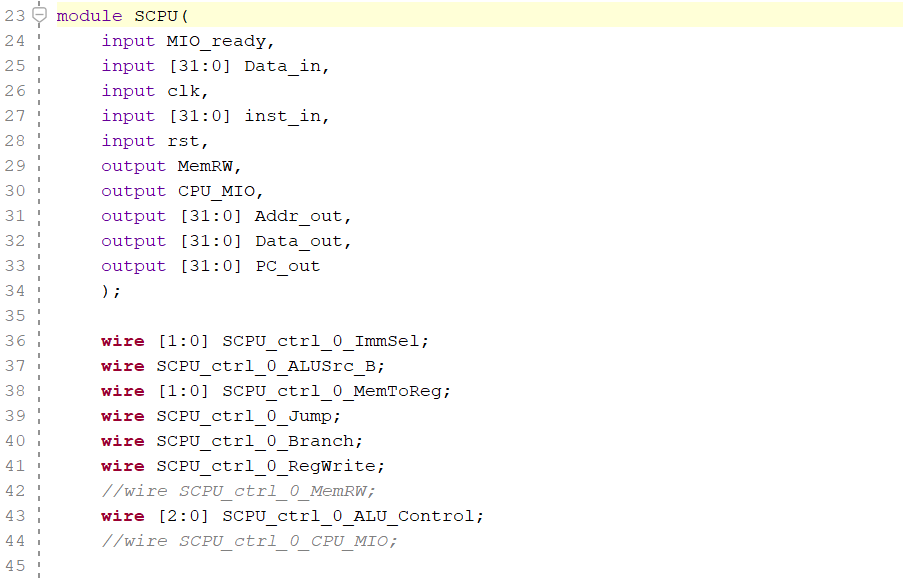 23 module SCPU(
24     input MIO_ready,
25     input [31:0] Data_in,
26     input clk,
27     input [31:0] inst_in,
28     input rst,
29     output MemRW,
30     output CPU_MIO,
31     output [31:0] Addr_out,
32     output [31:0] Data_out,
33     output [31:0] PC_out
34     );
35
36     wire [1:0] SCPU_ctrl_0_ImmSel;
37     wire SCPU_ctrl_0_ALUSrc_B;
38     wire [1:0] SCPU_ctrl_0_MemToReg;
39     wire SCPU_ctrl_0_Jump;
40     wire SCPU_ctrl_0_Branch;
41     wire SCPU_ctrl_0_RegWrite;
42     //wire SCPU_ctrl_0_MemRW;
43     wire [2:0] SCPU_ctrl_0_ALU_Control;
44     //wire SCPU_ctrl_0_CPU_MIO;
45